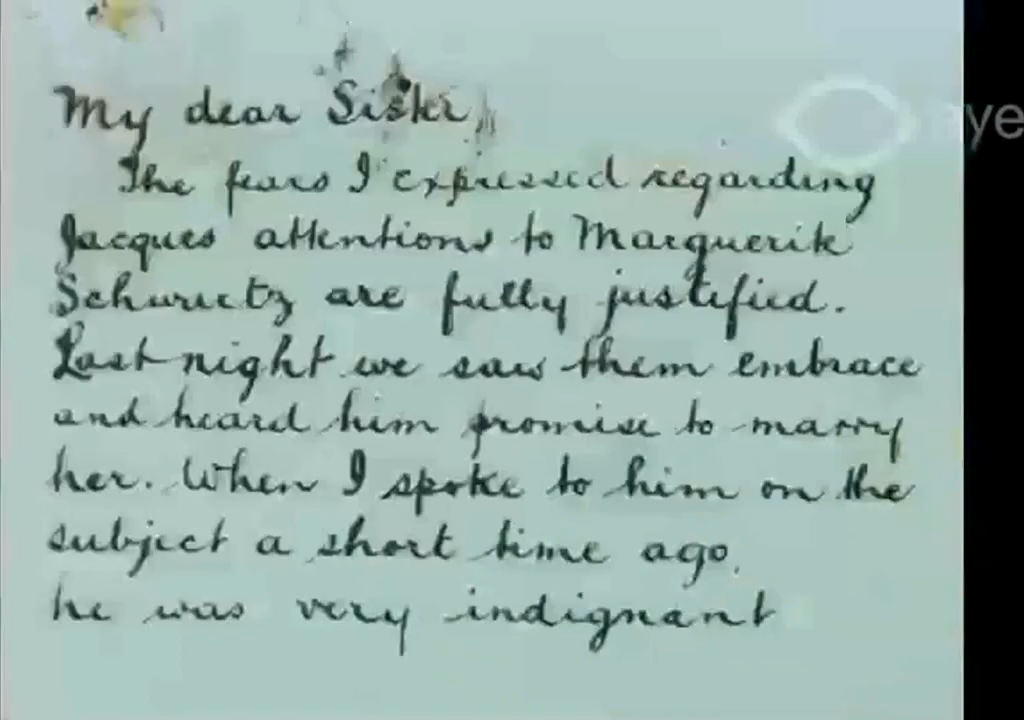 My dear Sister,
The fears I expressed regarding
Jacques attentions to Marguerite
Schwartz are fully justified.
Last night we saw them embrace
and heard him promise to marry
her. When I spoke to him on the
subject a short time ago,
he was very indignant